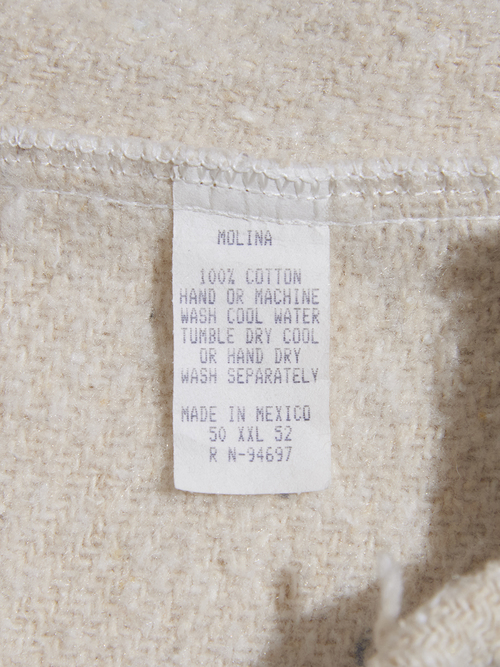 MOLINA
100% COTTON
HAND OR MACHINE
WASH COOL WATER
TUMBLE DRY COOL
OR HAND DRY
WASH SEPARATELY
MADE IN MEXICO
50 XXL 52
R N-94697